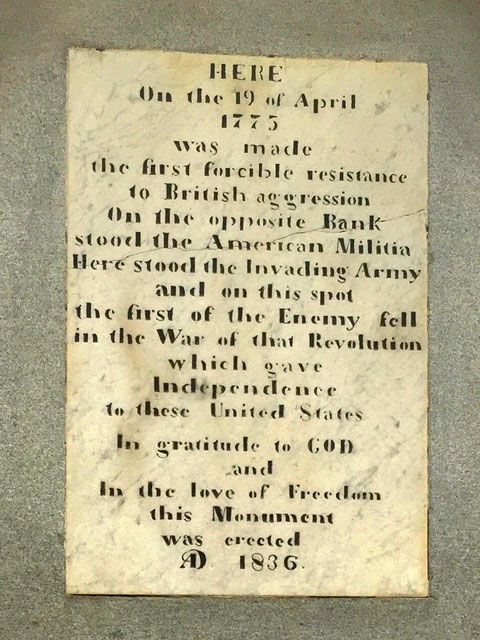 HERE
On the 19 of April
1775
was made
the first forcible resistance
to British aggression
On the opposite Bank
stood the American Militia
Here stood the Invading Army
and on this spot
the first of the Enemy fell
in the War of that Revolution
which gave
Independence
to these United States
In gratitude to GOD
and
In the love of Freedom
this Monument
was erected
AD. 1836.